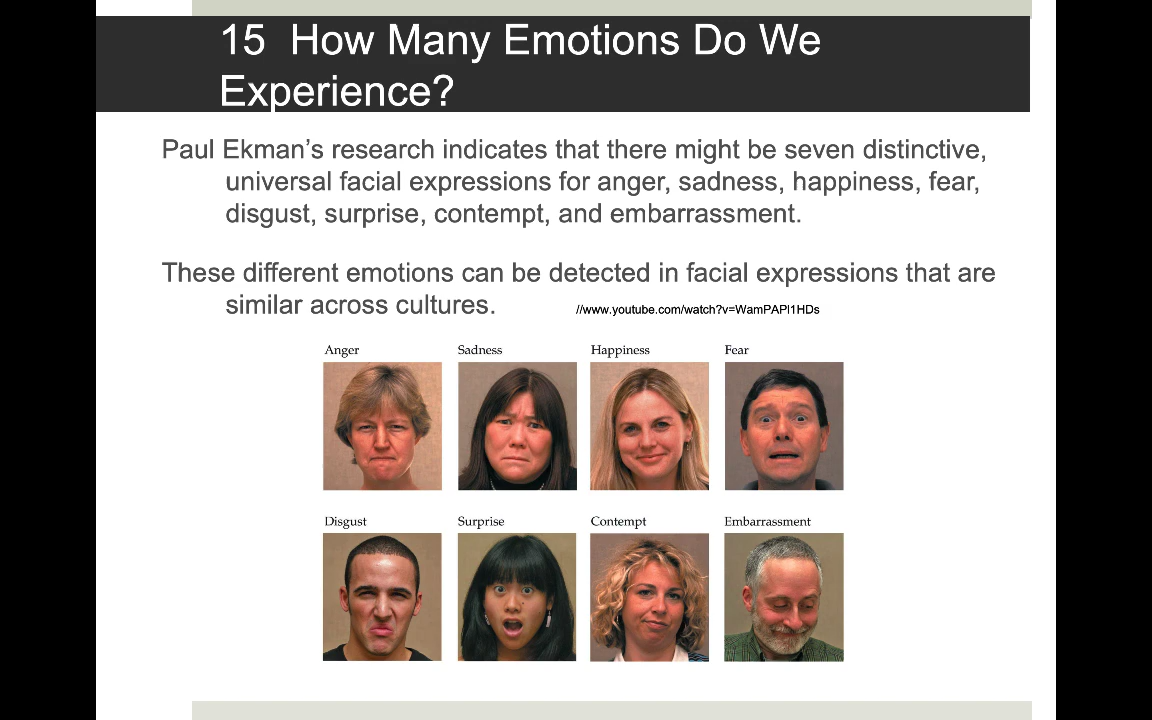 15  How Many Emotions Do We
Experience?
Paul Ekman’s research indicates that there might be seven distinctive,
universal facial expressions for anger, sadness, happiness, fear,
disgust, surprise, contempt, and embarrassment.
These different emotions can be detected in facial expressions that are
similar across cultures.
//www.youtube.com/watch?v=WamPAPl1HDs
Anger Sadness Happiness Fear
Disgust Surprise Contempt Embarrassment